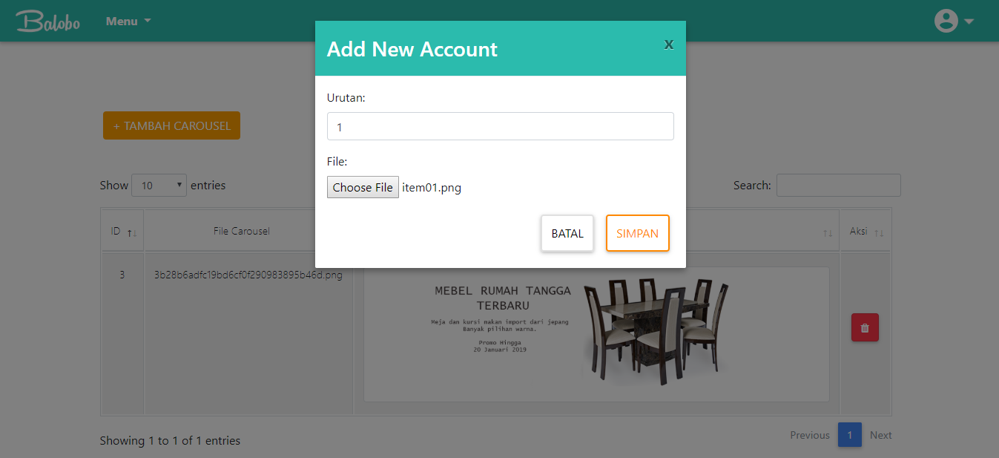 Balobo
Menu
Add New Account
x
Urutan:
1
File:
Choose File item01.png
BATAL SIMPAN
+ TAMBAH CAROUSEL
Show 10 entries
Search:
ID File Carousel Aksi
3 3b28b6adfc19bd6cf0f290983895b46d.png
MEBEL RUMAH TANGGA
TERBARU
Meja dan kursi makan import dari jepang
Banyak pilihan warna.
Promo Hingga
20 Januari 2019
Showing 1 to 1 of 1 entries
Previous 1 Next